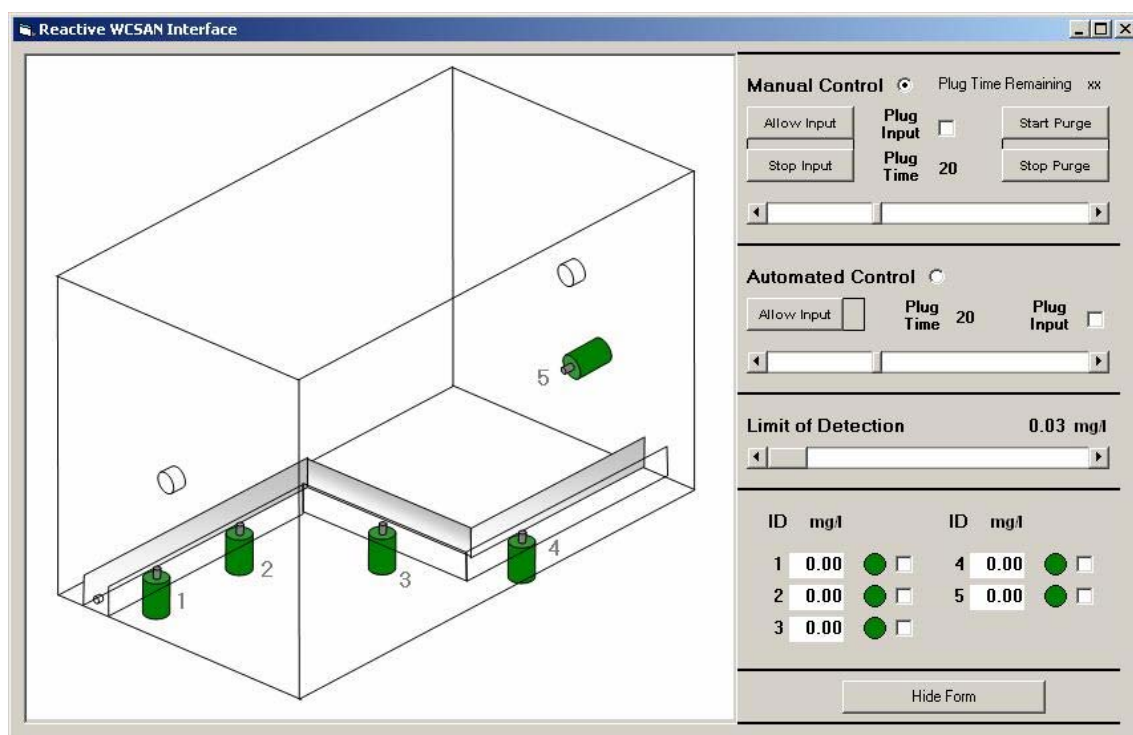 Reactive WCSAN Interface
5
4
3
2
1
Manual Control Plug Time Remaining xx
Allow Input Plug Input Start Purge
Stop Input Plug Time 20 Stop Purge
Automated Control
Allow Input Plug Time 20 Plug Input
Limit of Detection 0.03 mg/l
ID mg/l ID mg/l
1 0.00 4 0.00
2 0.00 5 0.00
3 0.00
Hide Form